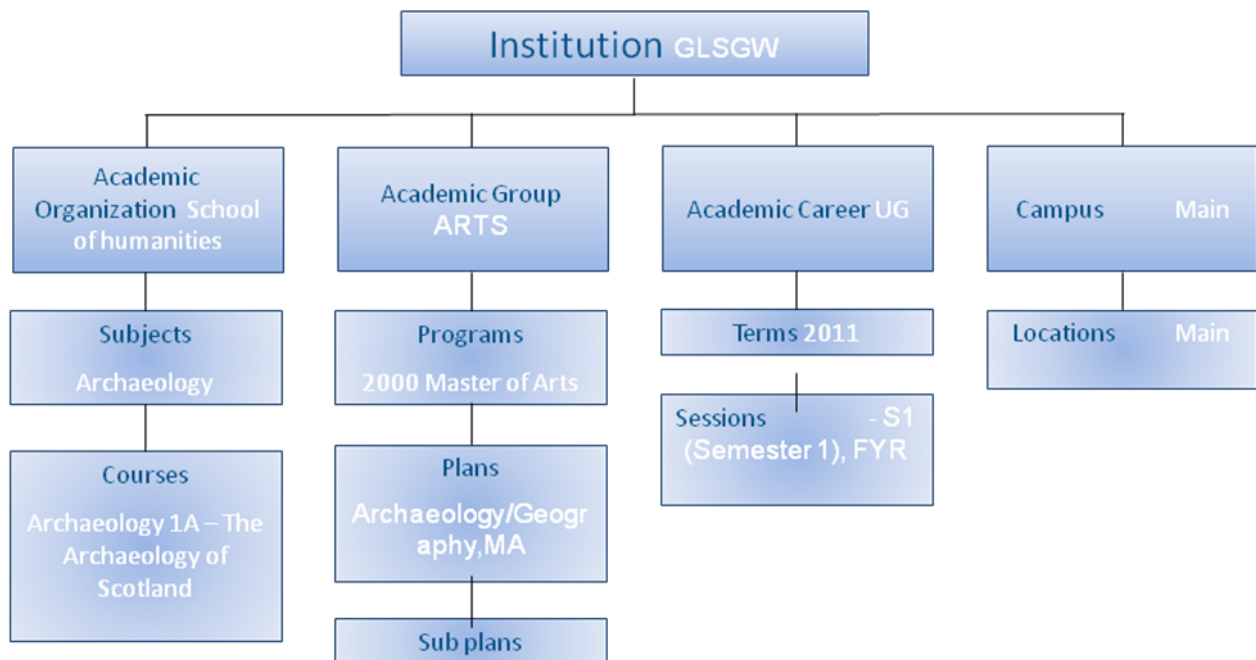 Institution GLSGW
Academic
Organization School
of humanities
Academic Group
ARTS
Academic Career UG
Campus Main
Subjects
Archaeology
Programs
2000 Master of Arts
Terms 2011
Locations Main
Sessions - S1
(Semester 1), FYR
Courses
Archaeology 1A – The
Archaeology of
Scotland
Plans
Archaeology/Geogr
aphy,MA
Sub plans